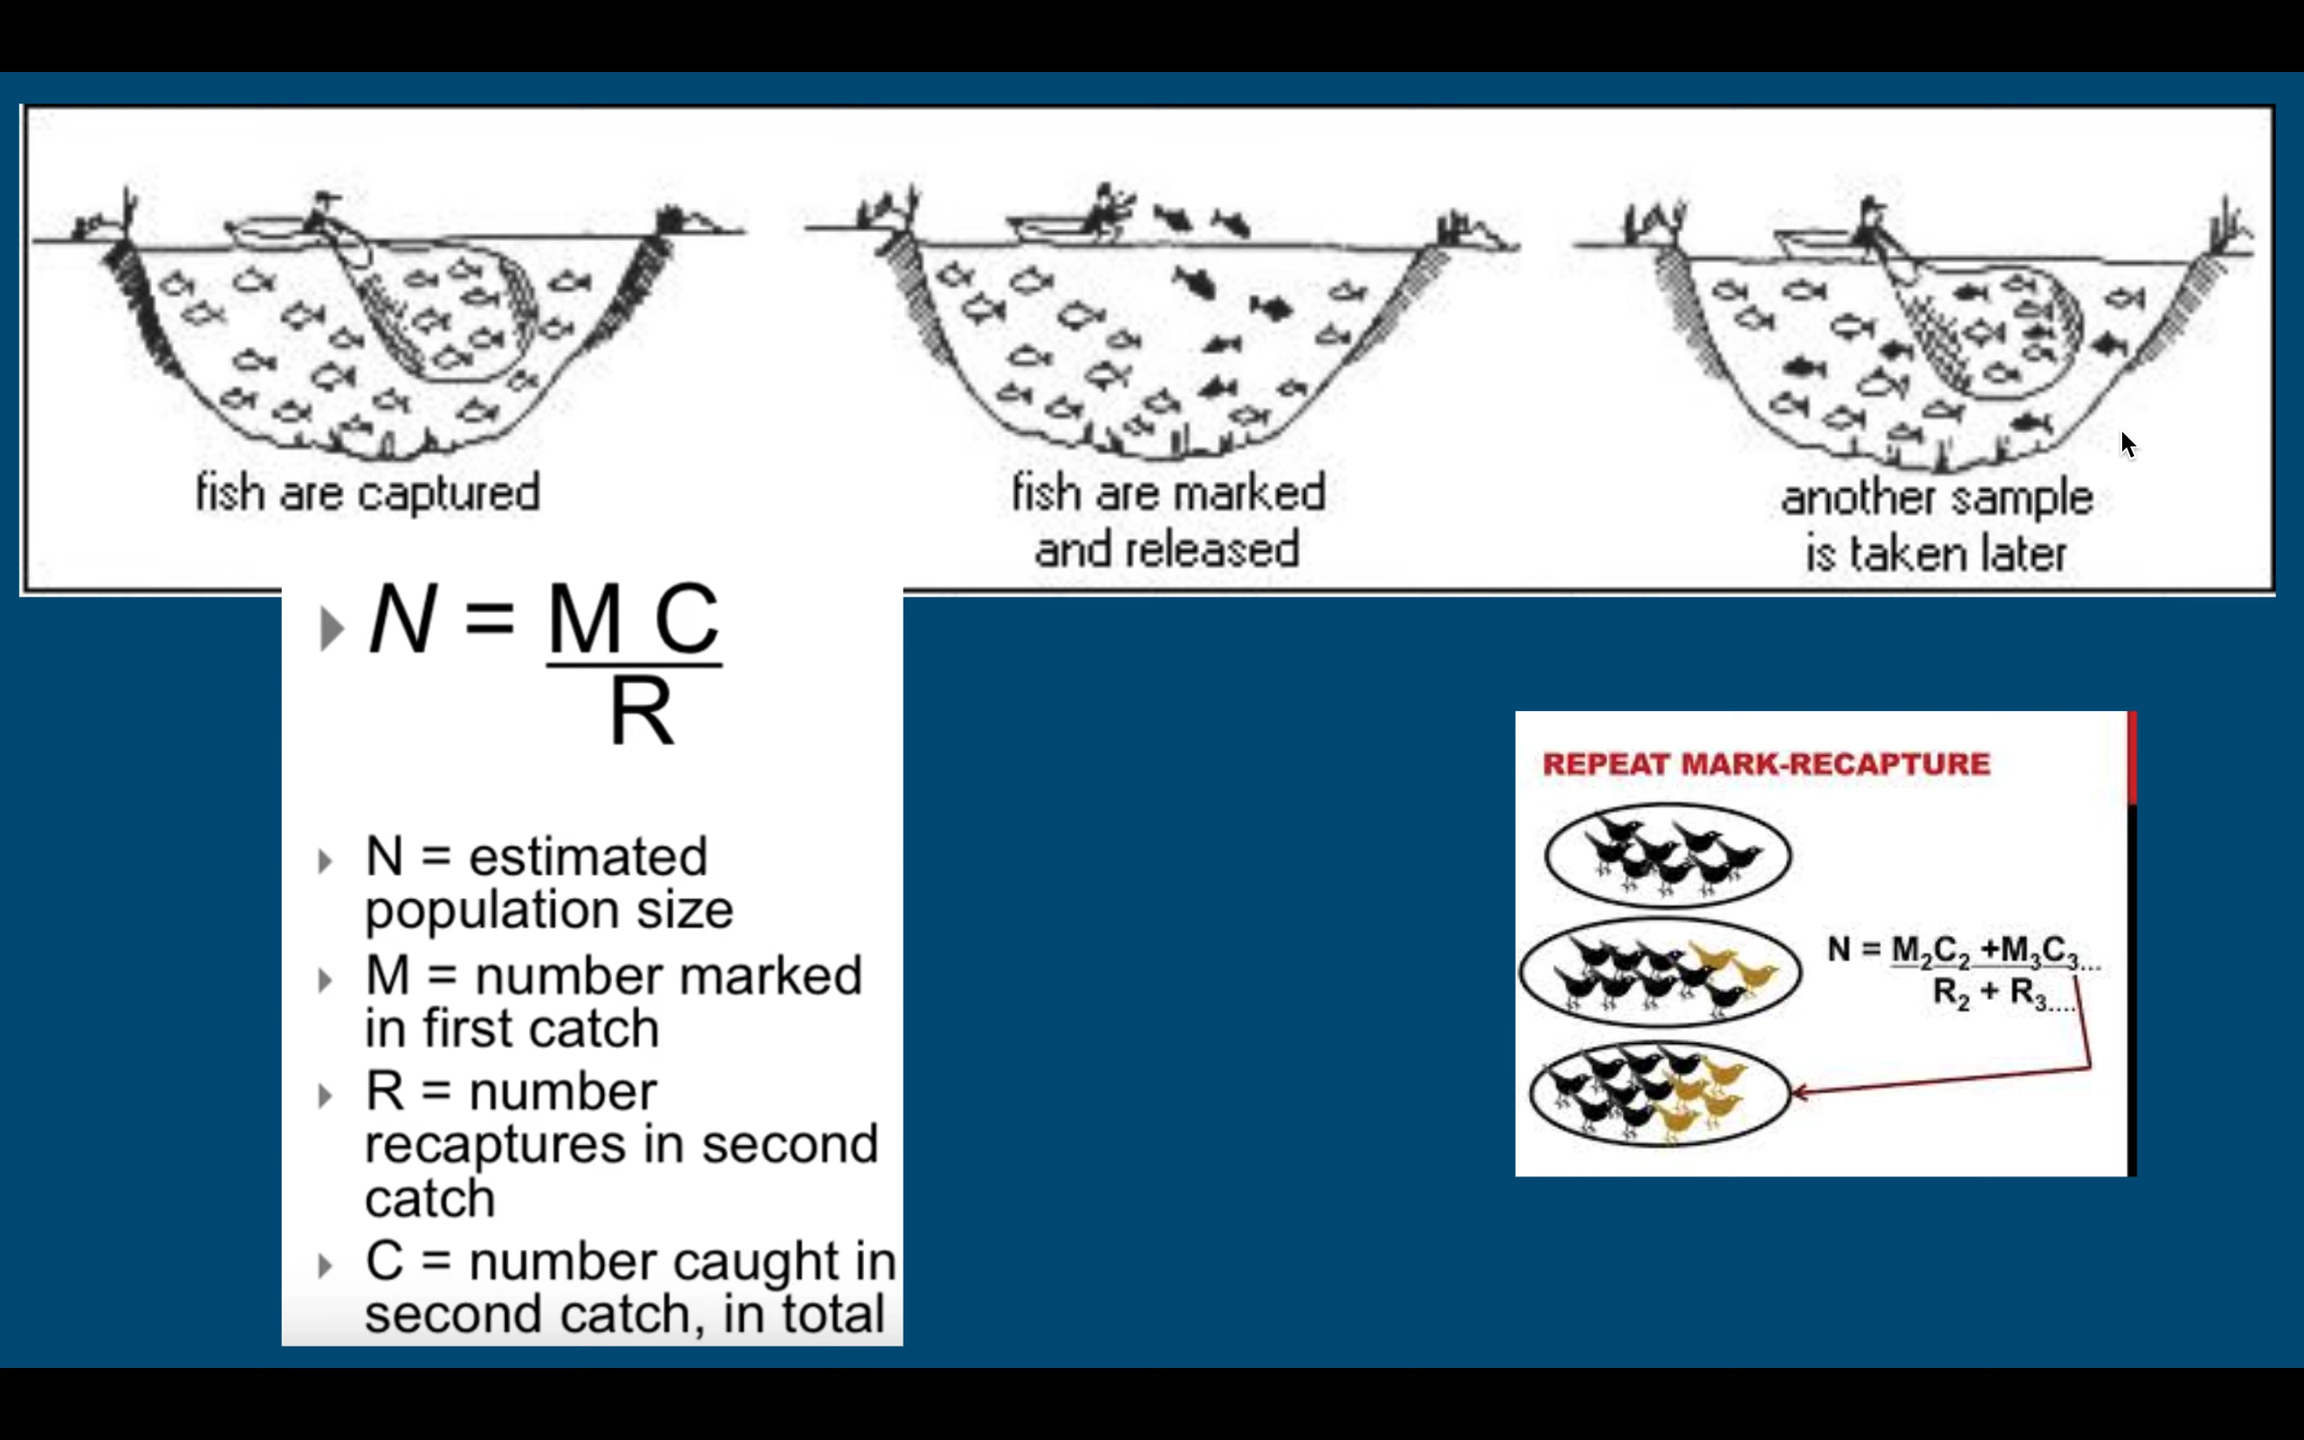 fish are captured
fish are marked
and released
another sample
is taken later
N = M C
R
N = estimated
population size
M = number marked
in first catch
R = number
recaptures in second
catch
C = number caught in
second catch, in total
REPEAT MARK-RECAPTURE
N = M₂C₂ +M₃C₃...
R₂ + R₃....